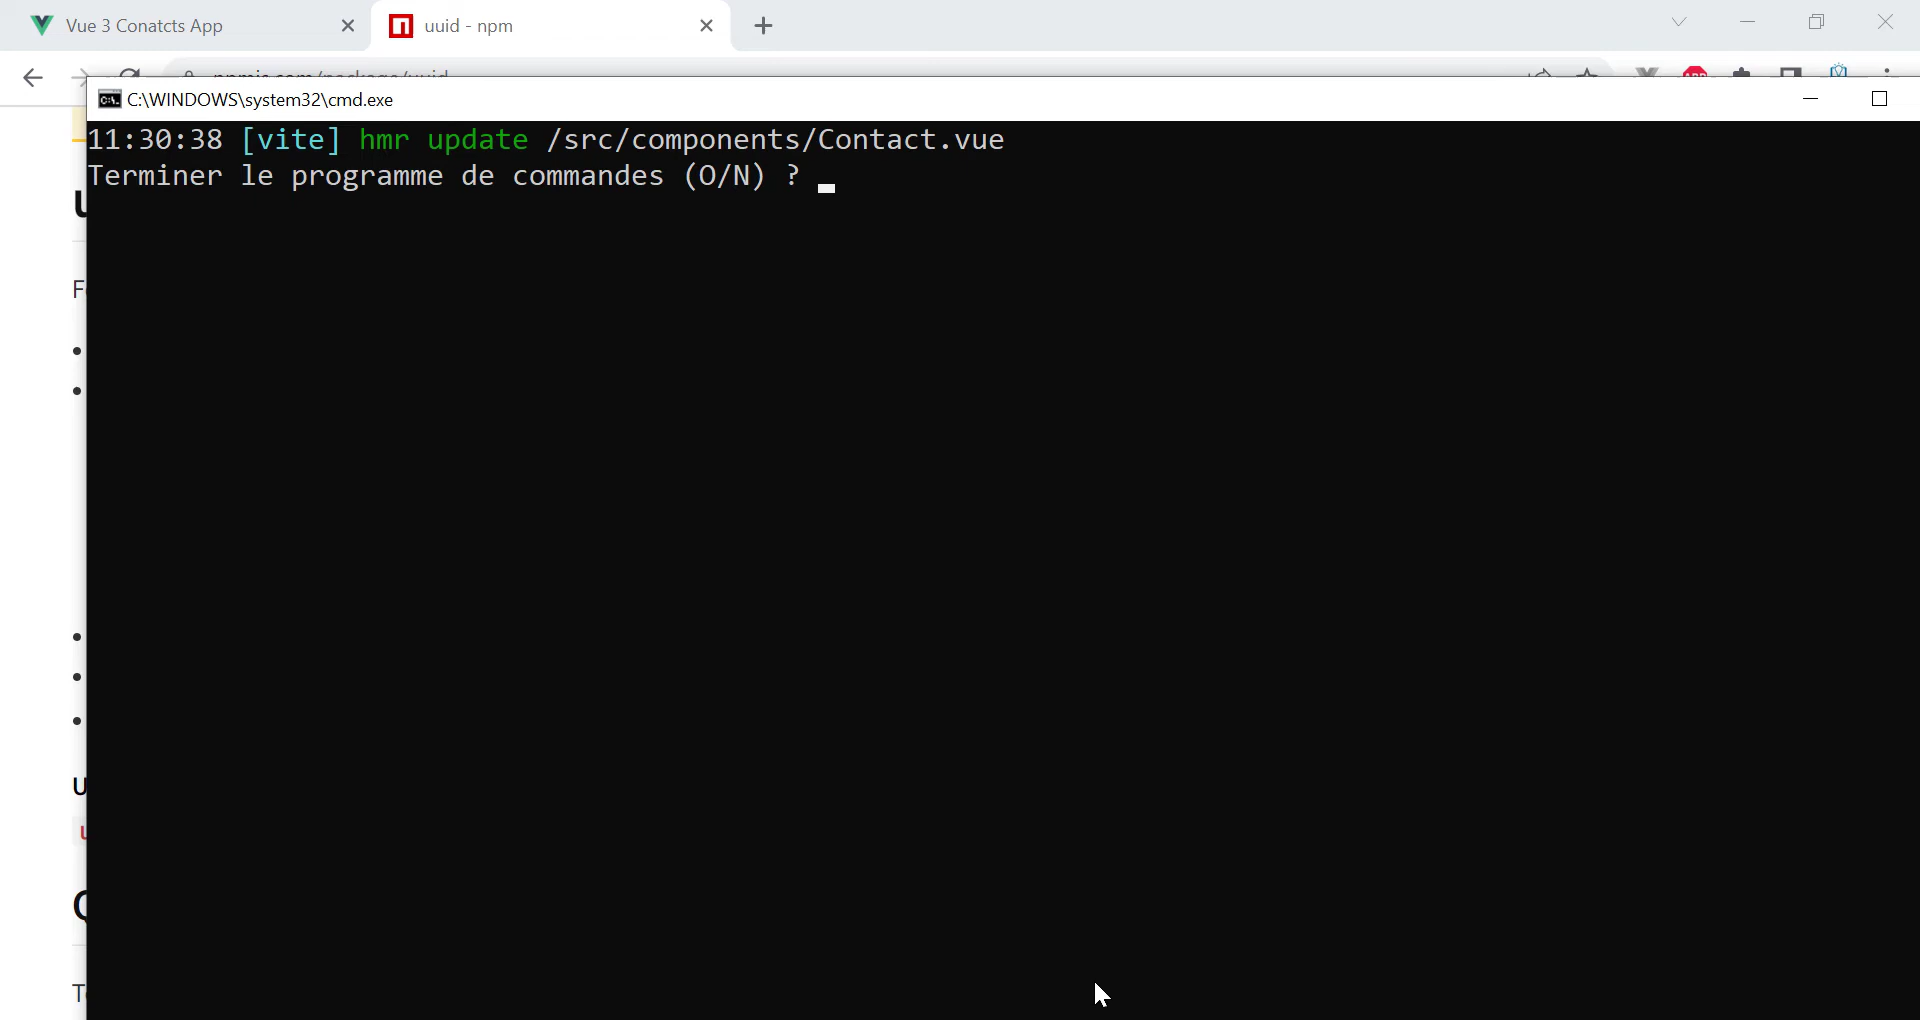 Vue 3 Conatcts App
uuid - npm
C:\WINDOWS\system32\cmd.exe
11:30:38 [vite] hmr update /src/components/Contact.vue
Terminer le programme de commandes (O/N) ?